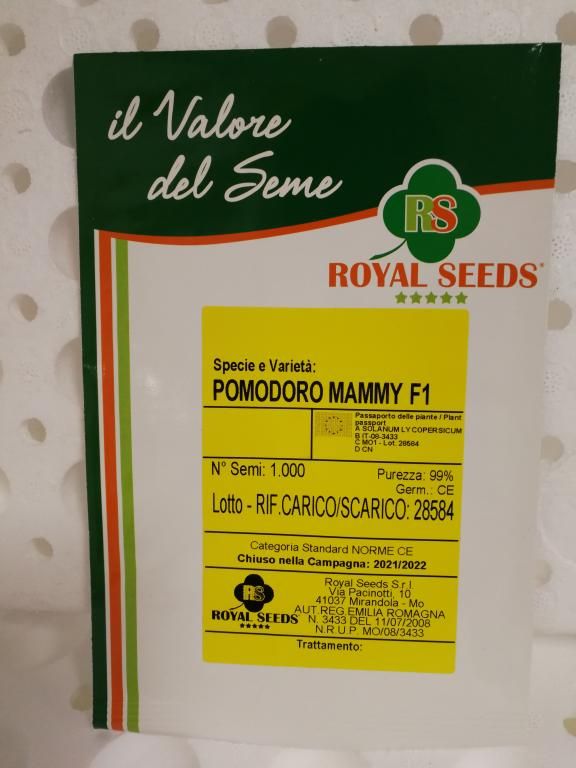 il Valore
del Seme
RS
ROYAL SEEDS®
Specie e Varietà:
POMODORO MAMMY F1
Passaporto delle piante / Plant
passport
A SOLANUM LYCOPERSICUM
B IT-08-3433
C MO1 - Lot: 28584
D CN
N° Semi: 1.000
Purezza: 99%
Germ.: CE
Lotto - RIF.CARICO/SCARICO: 28584
Categoria Standard NORME CE
Chiuso nella Campagna: 2021/2022
RS
ROYAL SEEDS
Royal Seeds S.r.l.
Via Pacinotti, 10
41037 Mirandola - Mo
AUT.REG.EMILIA ROMAGNA
N. 3433 DEL 11/07/2008
N.R.U.P. MO/08/3433
Trattamento: